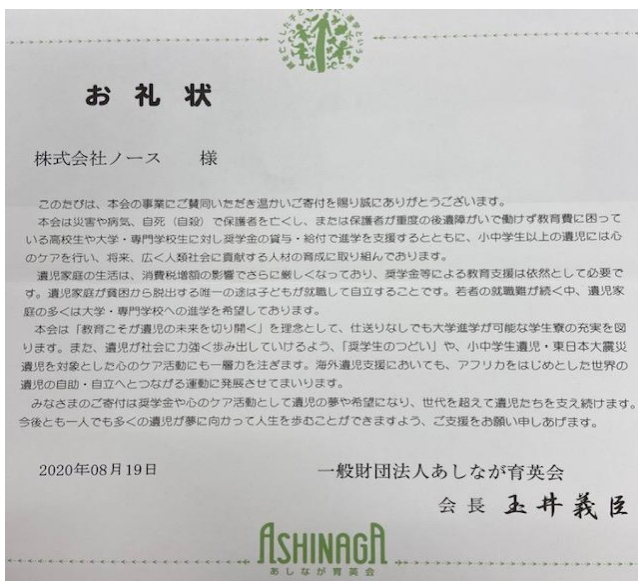 お礼状
株式会社ノース　様
このたびは、本会の事業にご賛同いただき温かいご寄付を賜り誠にありがとうございます。
本会は災害や病気、自死（自殺）で保護者を亡くし、または保護者が重度の後遺障がいで働けず教育費に困って
いる高校生や大学・専門学校生に対し奨学金の貸与・給付で進学を支援するとともに、小中学生以上の遺児には心
のケアを行い、将来、広く人類社会に貢献する人材の育成に取り組んでおります。
遺児家庭の生活は、消費税増額の影響でさらに厳しくなっており、奨学金等による教育支援は依然として必要で
す。遺児家庭が貧困から脱出する唯一の途は子どもが就職して自立することです。若者の就職難が続く中、遺児家
庭の多くは大学・専門学校への進学を希望しております。
本会は「教育こそが遺児の未来を切り開く」を理念として、仕送りなしでも大学進学が可能な学生寮の充実を図
ります。また、遺児が社会に力強く歩み出していけるよう、「奨学生のつどい」や、小中学生遺児・東日本大震災
遺児を対象とした心のケア活動にも一層力を注ぎます。海外遺児支援においても、アフリカをはじめとした世界の
遺児の自助・自立へとつながる運動に発展させてまいります。
みなさまのご寄付は奨学金や心のケア活動として遺児の夢や希望になり、世代を超えて遺児たちを支え続けます。
今後とも一人でも多くの遺児が夢に向かって人生を歩むことができますよう、ご支援をお願い申しあげます。
2020年08月19日
一般財団法人あしなが育英会
会長 玉井義臣
ASHINAGA
あしなが育英会